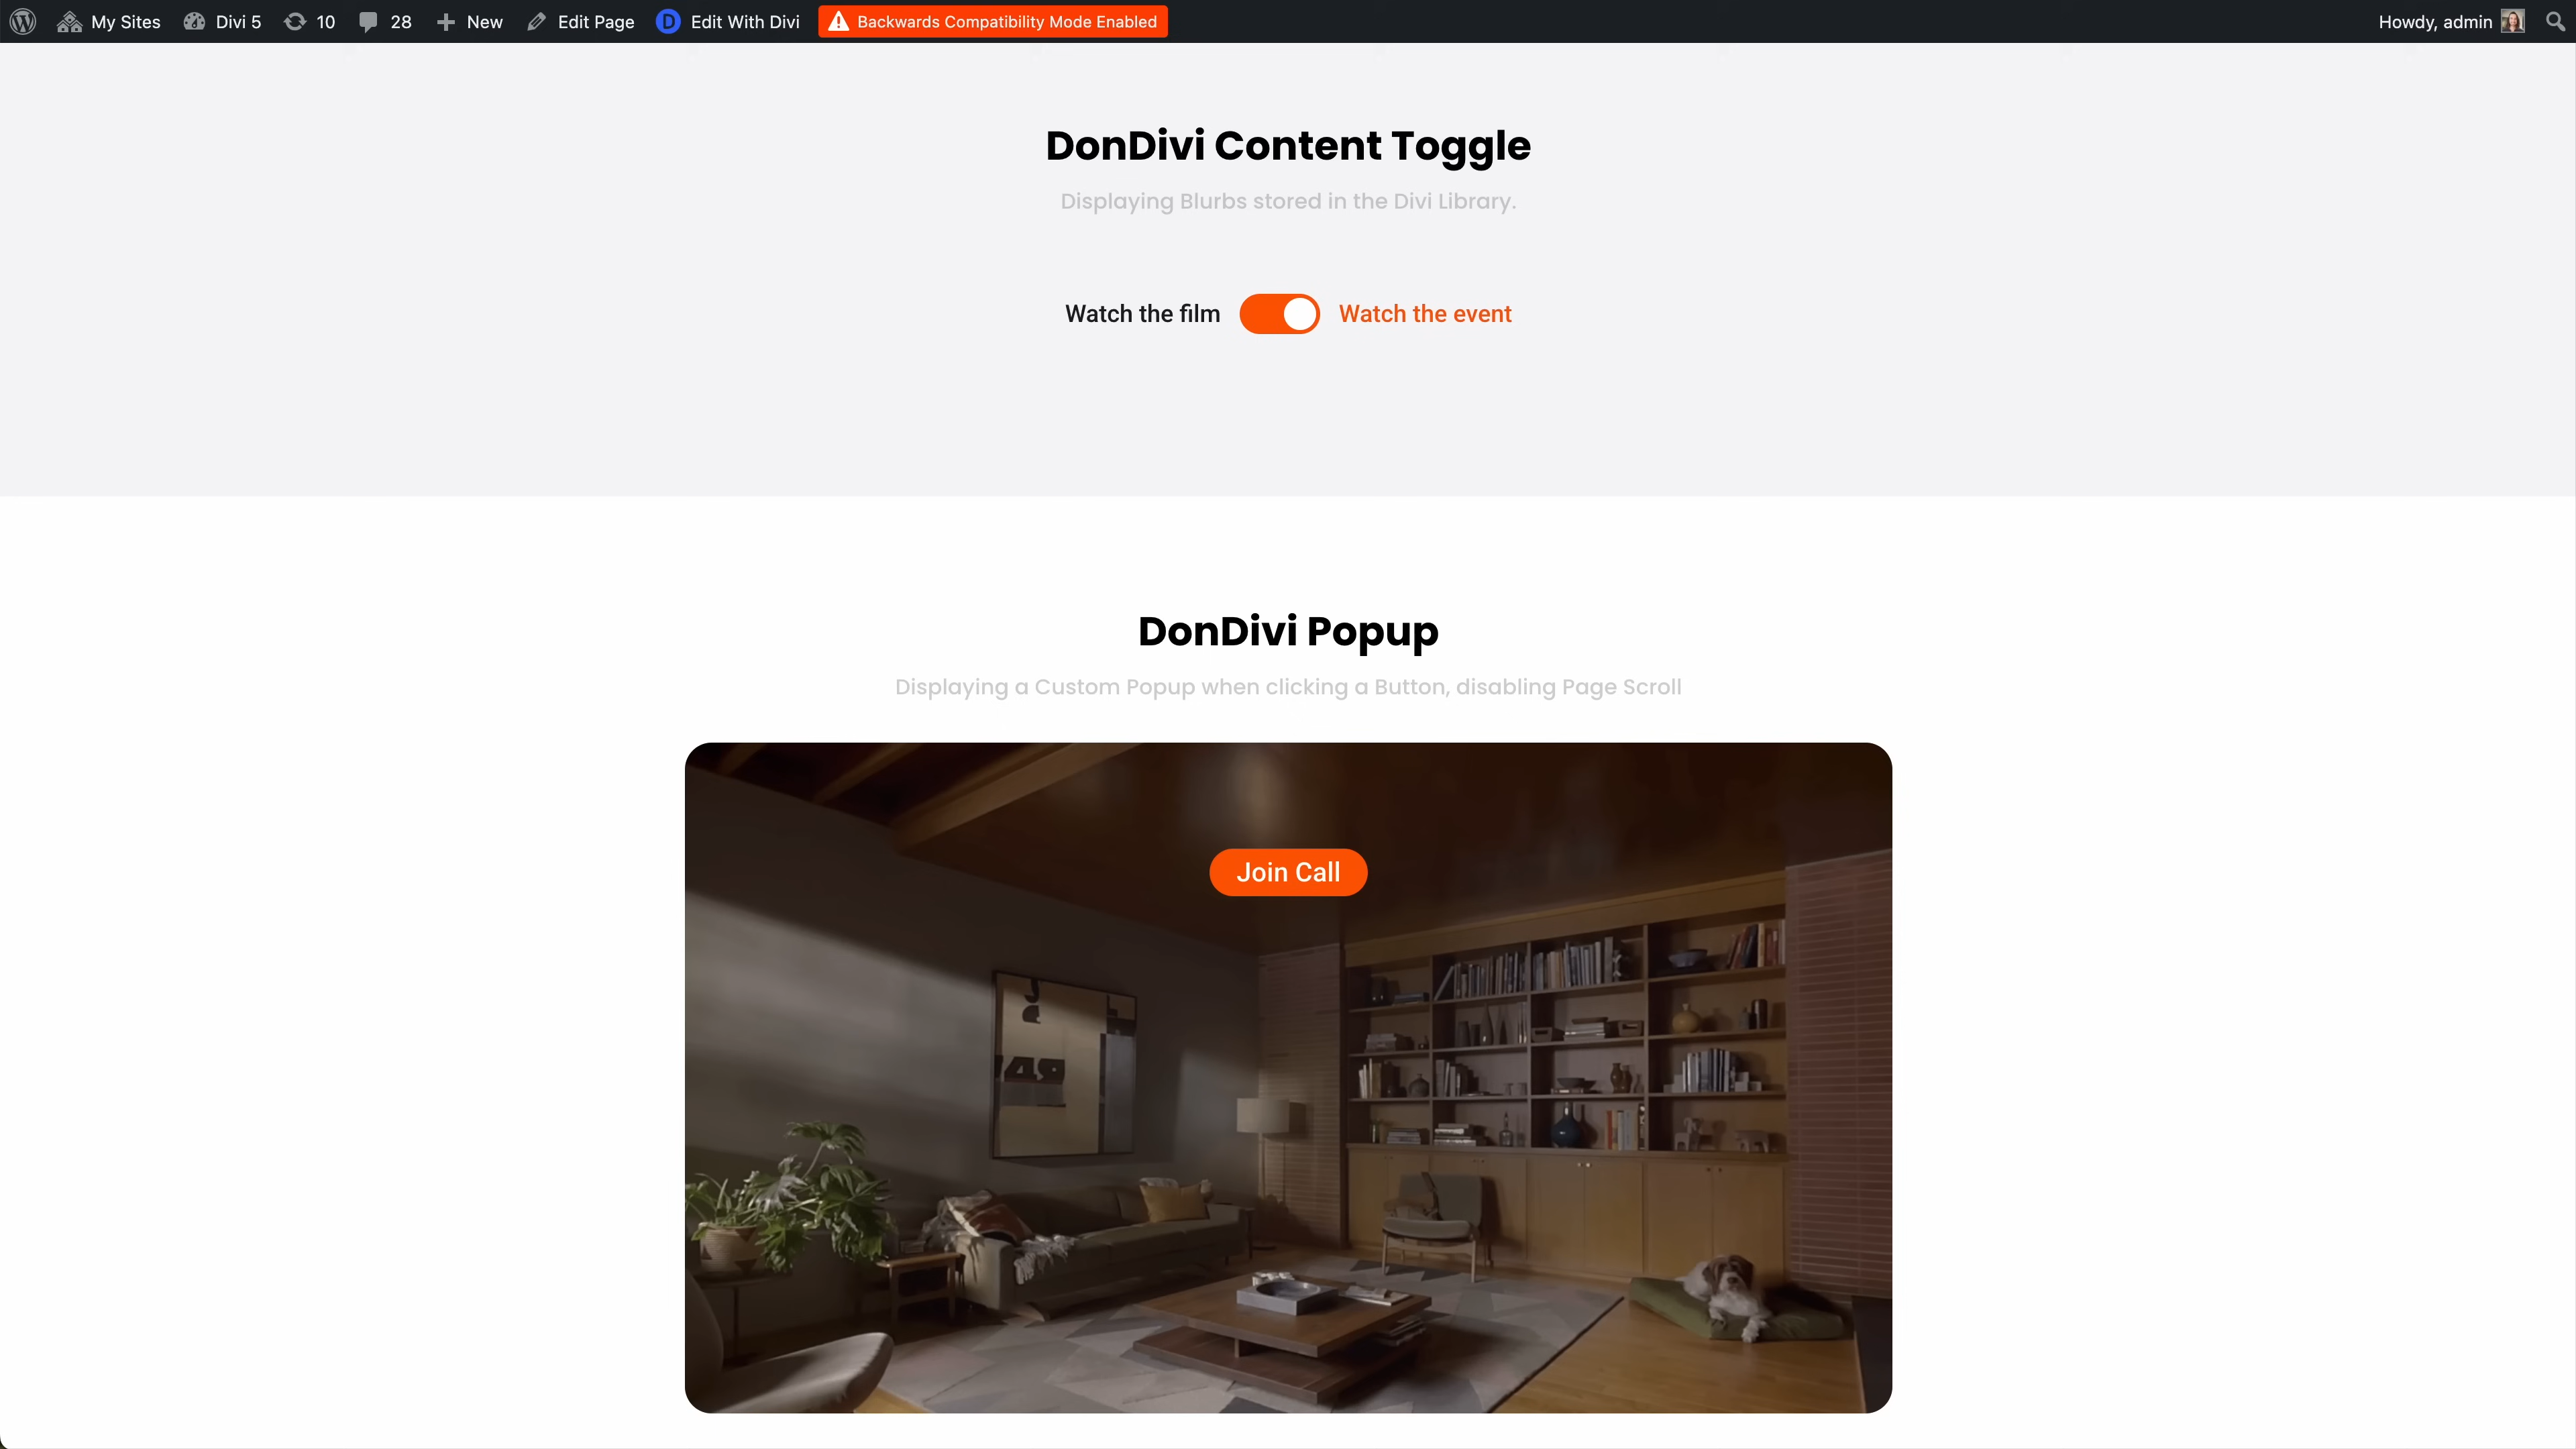 My Sites Divi 5 10 28 New Edit Page Edit With Divi Backwards Compatibility Mode Enabled Howdy, admin
DonDivi Content Toggle
Displaying Blurbs stored in the Divi Library.
Watch the film Watch the event
DonDivi Popup
Displaying a Custom Popup when clicking a Button, disabling Page Scroll
Join Call